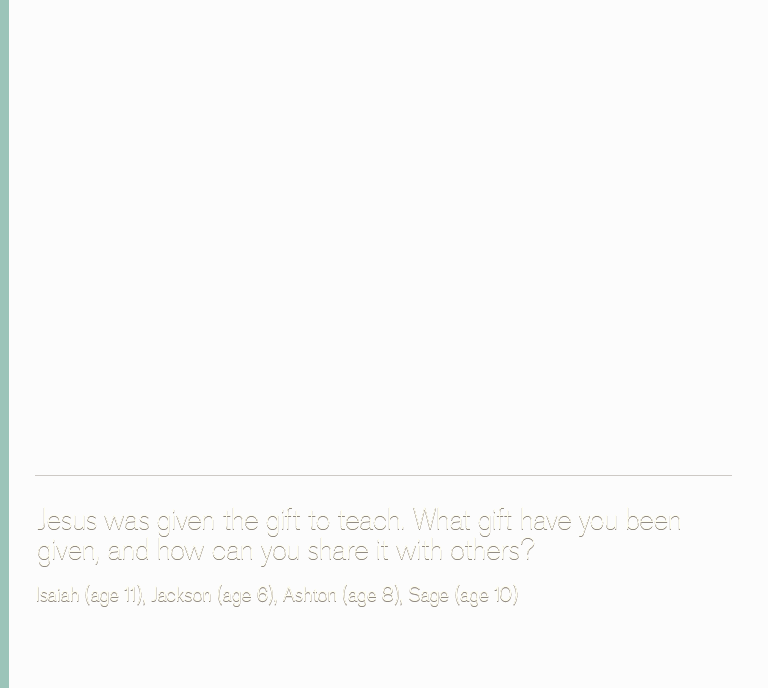 Jesus was given the gift to teach. What gift have you been
given, and how can you share it with others?
Isaiah (age 11), Jackson (age 6), Ashton (age 8), Sage (age 10)